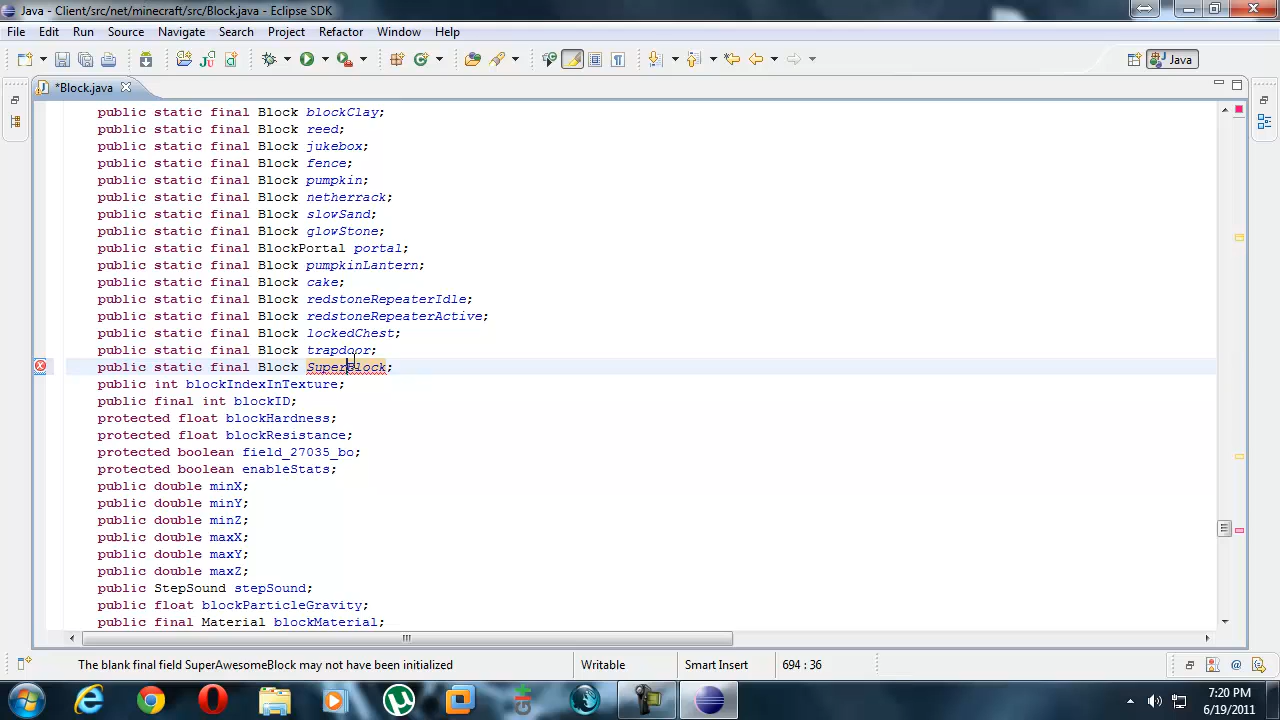 Java - Client/src/net/minecraft/src/Block.java - Eclipse SDK
File Edit Run Source Navigate Search Project Refactor Window Help
Java
*Block.java
public static final Block blockClay;
public static final Block reed;
public static final Block jukebox;
public static final Block fence;
public static final Block pumpkin;
public static final Block netherrack;
public static final Block slowSand;
public static final Block glowStone;
public static final BlockPortal portal;
public static final Block pumpkinLantern;
public static final Block cake;
public static final Block redstoneRepeaterIdle;
public static final Block redstoneRepeaterActive;
public static final Block lockedChest;
public static final Block trapdoor;
public static final Block SuperBlock;
public int blockIndexInTexture;
public final int blockID;
protected float blockHardness;
protected float blockResistance;
protected boolean field_27035_bo;
protected boolean enableStats;
public double minX;
public double minY;
public double minZ;
public double maxX;
public double maxY;
public double maxZ;
public StepSound stepSound;
public float blockParticleGravity;
public final Material blockMaterial;
The blank final field SuperAwesomeBlock may not have been initialized
Writable
Smart Insert
694 : 36
7:20 PM
6/19/2011